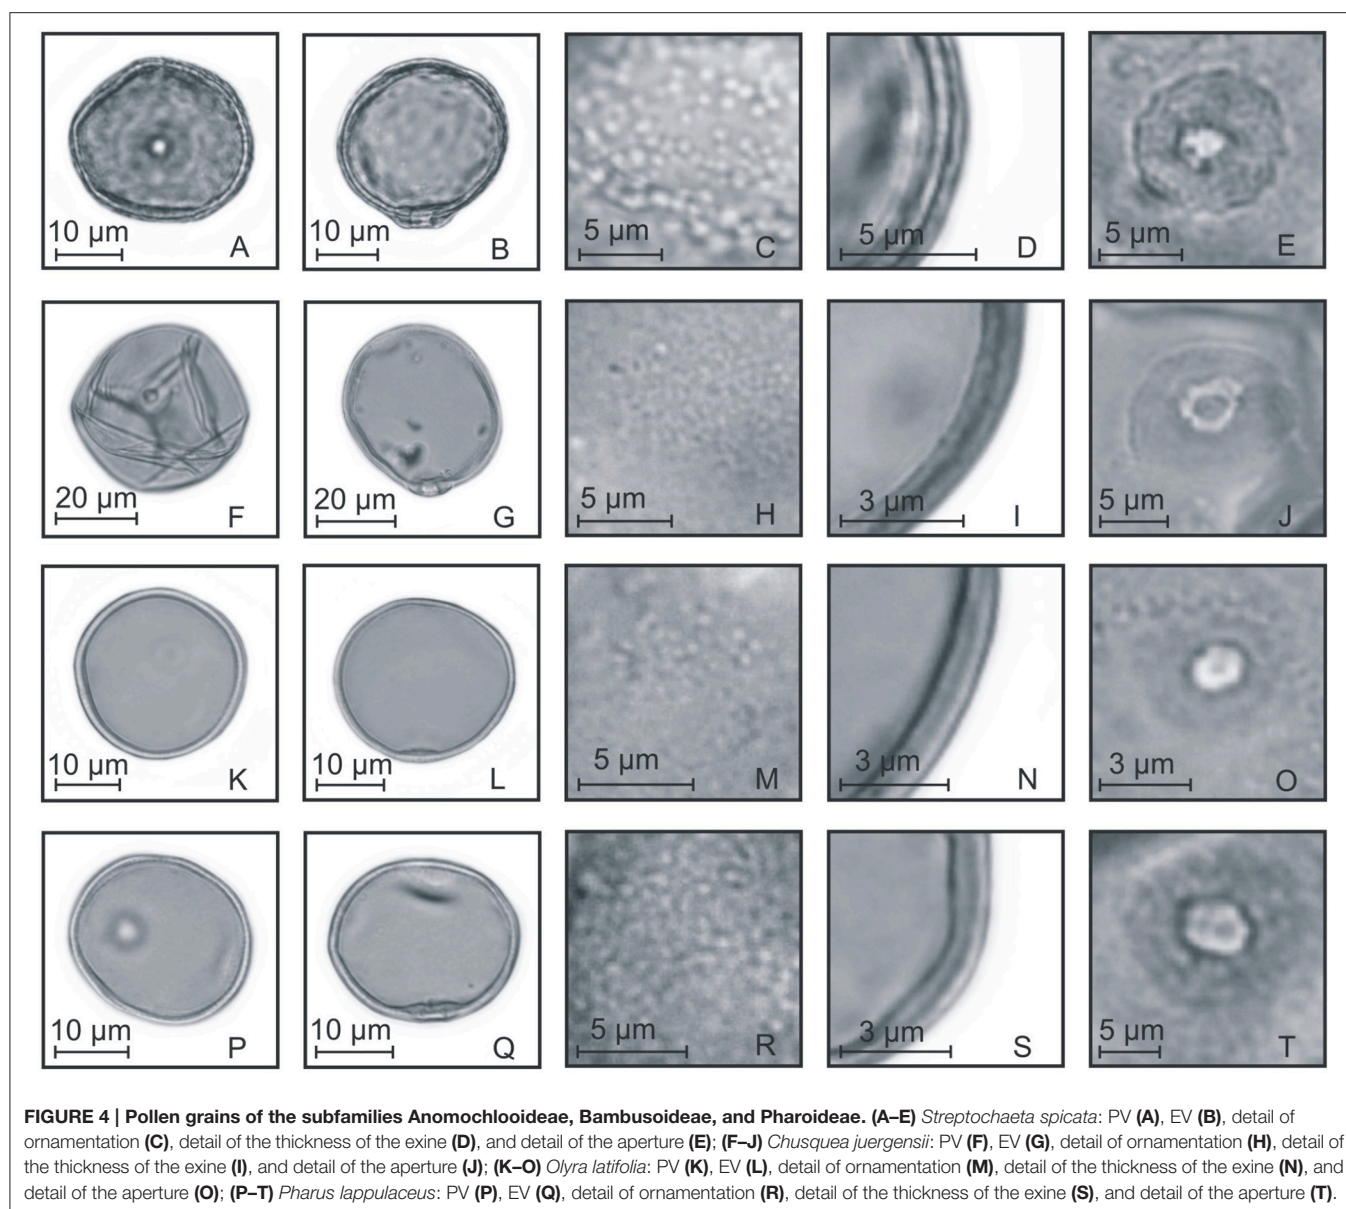 10 µm A
10 µm B
5 µm C
5 µm D
5 µm E
20 µm F
20 µm G
5 µm H
3 µm I
5 µm J
10 µm K
10 µm L
5 µm M
3 µm N
3 µm O
10 µm P
10 µm Q
5 µm R
3 µm S
5 µm T
FIGURE 4 | Pollen grains of the subfamilies Anomochlooideae, Bambusoideae, and Pharoideae. (A–E) Streptochaeta spicata: PV (A), EV (B), detail of
ornamentation (C), detail of the thickness of the exine (D), and detail of the aperture (E); (F–J) Chusquea juergensii: PV (F), EV (G), detail of ornamentation (H), detail of
the thickness of the exine (I), and detail of the aperture (J); (K–O) Olyra latifolia: PV (K), EV (L), detail of ornamentation (M), detail of the thickness of the exine (N), and
detail of the aperture (O); (P–T) Pharus lappulaceus: PV (P), EV (Q), detail of ornamentation (R), detail of the thickness of the exine (S), and detail of the aperture (T).